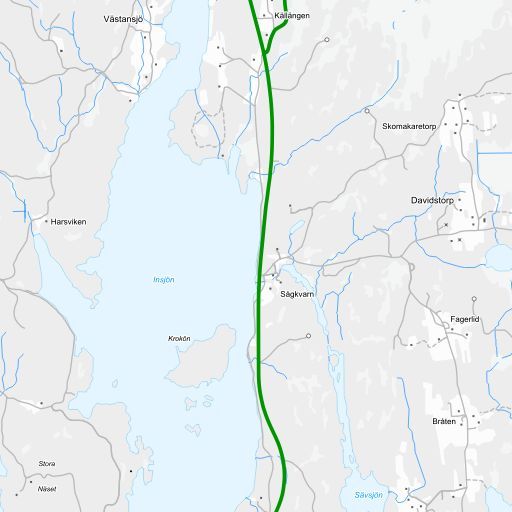 Källängen
Västansjö
Skomakaretorp
Davidstorp
Harsviken
Insjön
Sågkvarn
Fagerlid
Krokön
Bråten
Stora
Näset
Sävsjön